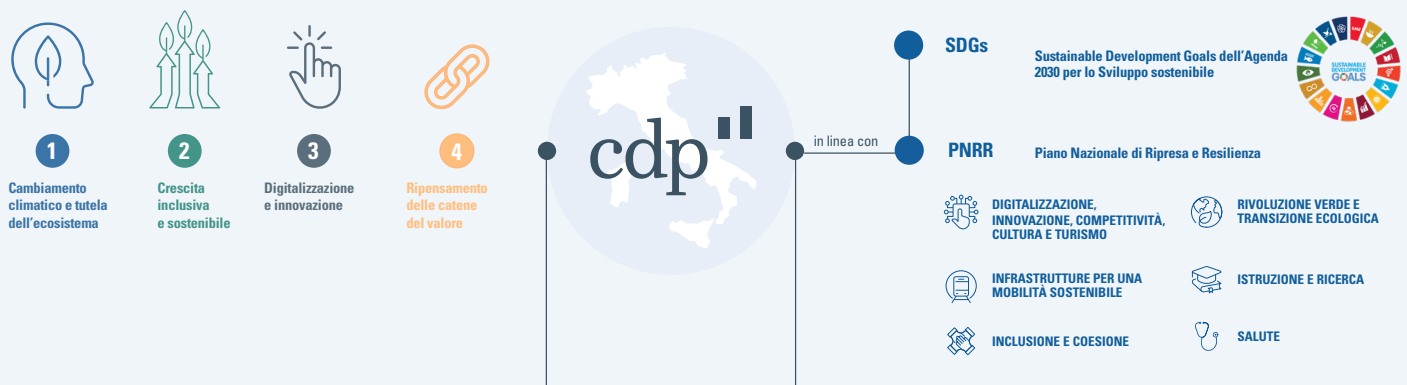 1
Cambiamento
climatico e tutela
dell'ecosistema
2
Crescita
inclusiva
e sostenibile
3
Digitalizzazione
e innovazione
4
Ripensamento
delle catene
del valore
cdp
in linea con
SDGs
Sustainable Development Goals dell'Agenda
2030 per lo Sviluppo sostenibile
SUSTAINABLE
DEVELOPMENT
GOALS
PNRR
Piano Nazionale di Ripresa e Resilienza
DIGITALIZZAZIONE,
INNOVAZIONE, COMPETITIVITÀ,
CULTURA E TURISMO
RIVOLUZIONE VERDE E
TRANSIZIONE ECOLOGICA
INFRASTRUTTURE PER UNA
MOBILITÀ SOSTENIBILE
ISTRUZIONE E RICERCA
INCLUSIONE E COESIONE
SALUTE